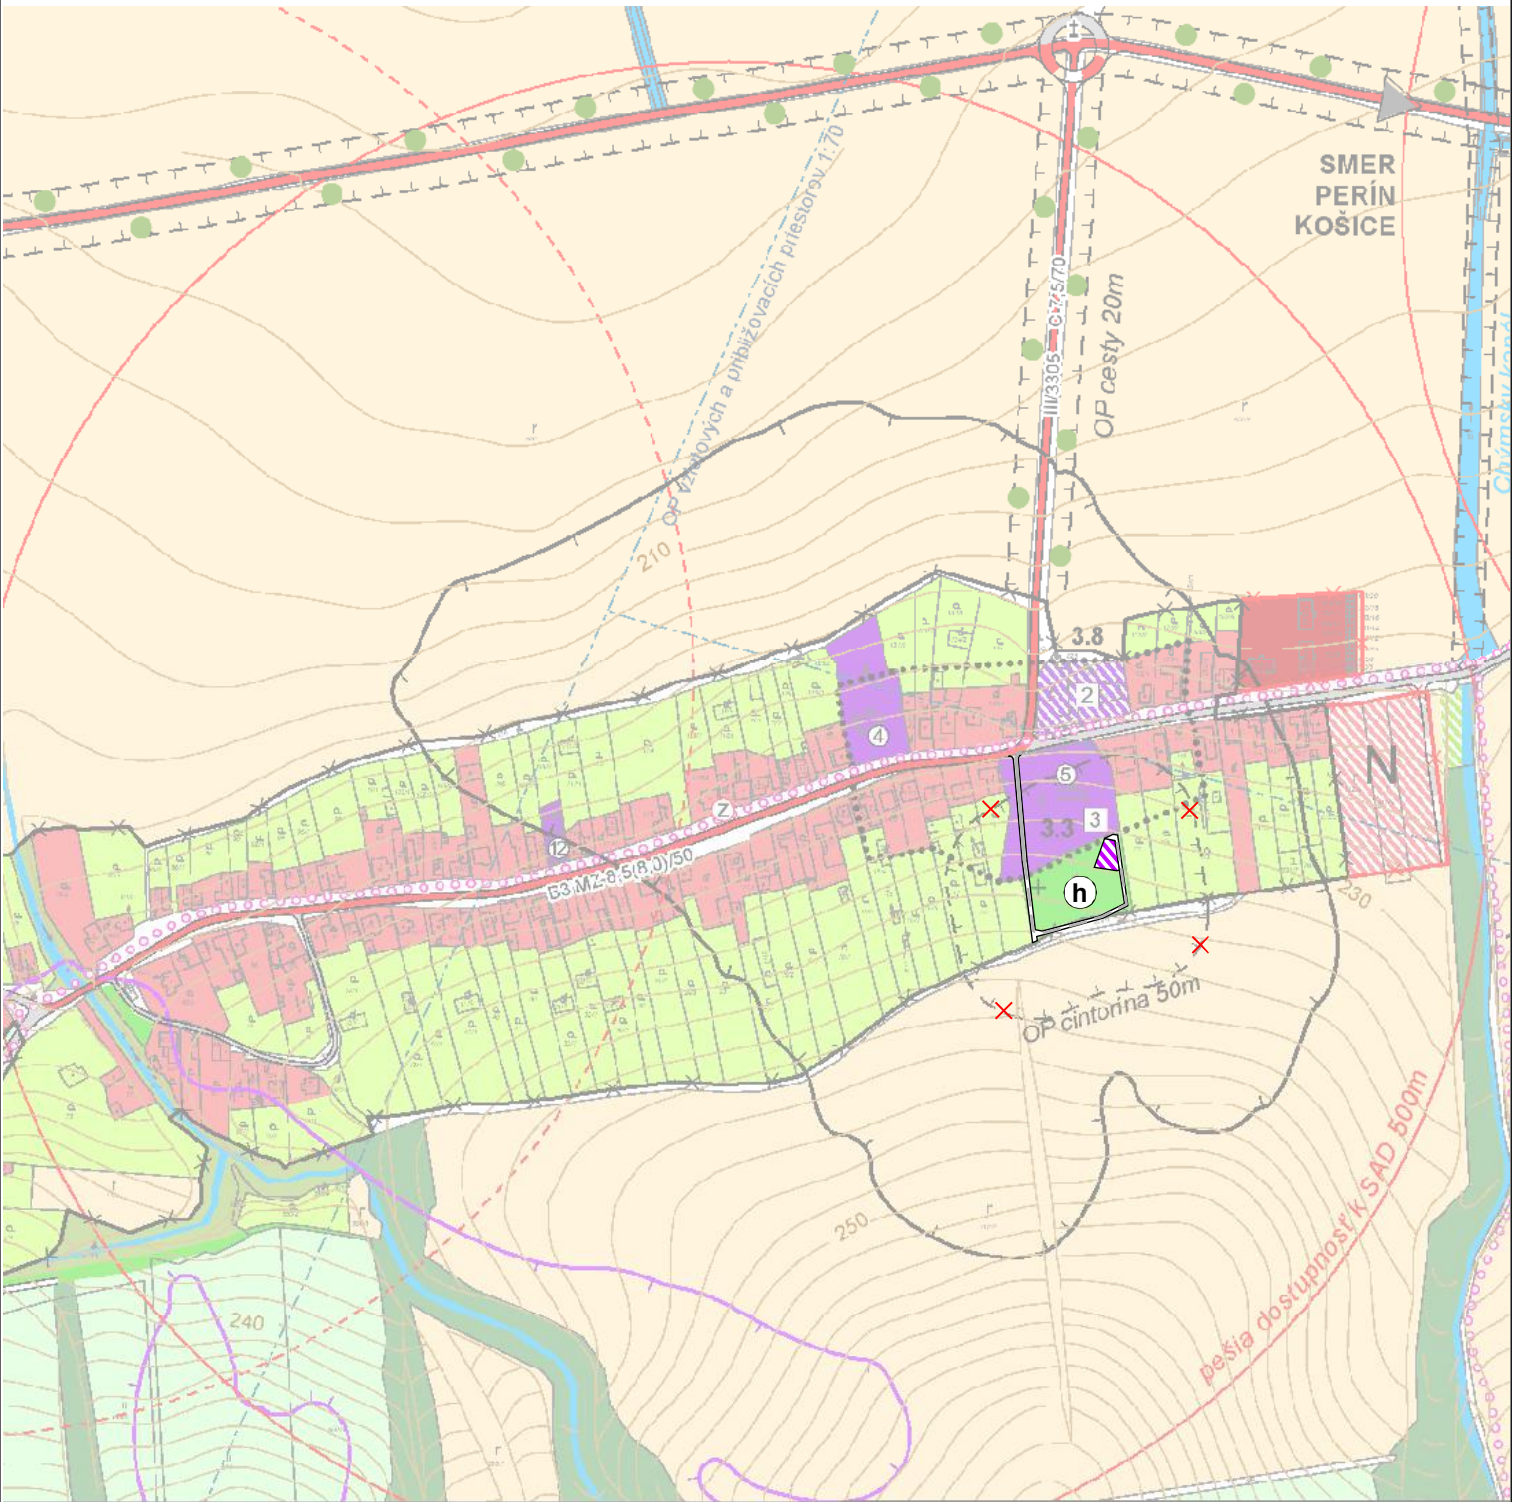 SMER
PERÍN
KOŠICE
OP vzletových a približovacích priestorov 1:70
III/3305 C 7,5/70
OP cesty 20m
Chýmsky kanál
210
3.8
2
4
5
N
Z
3
3.3
12
B3 MZ 8,5(8,0)/50
h
230
OP cintorína 50m
250
pešia dostupnosť k SAD 500m
240